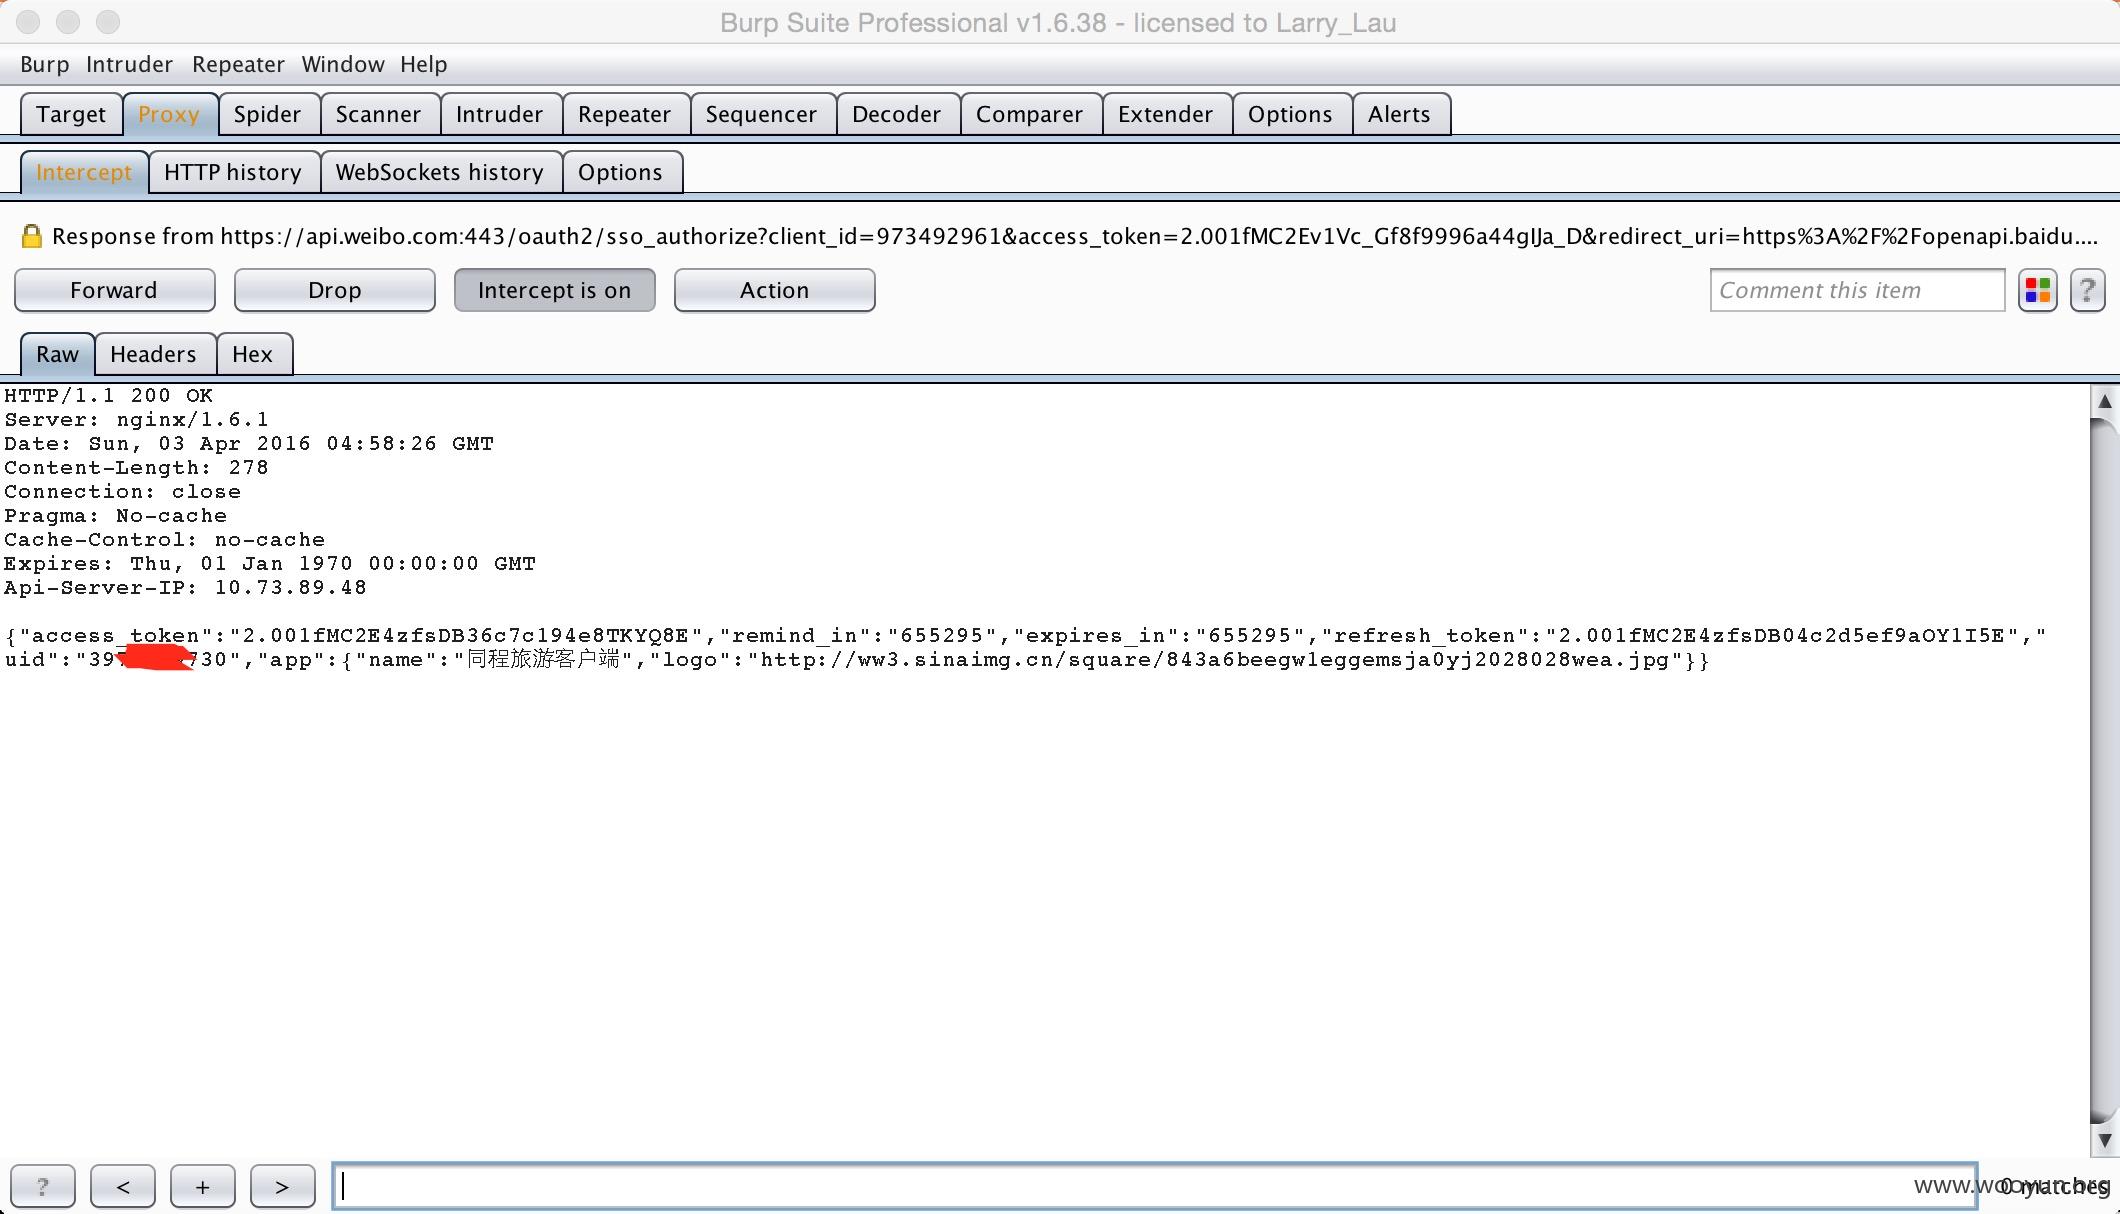 Burp Suite Professional v1.6.38 - licensed to Larry_Lau
Burp Intruder Repeater Window Help
Target Proxy Spider Scanner Intruder Repeater Sequencer Decoder Comparer Extender Options Alerts
Intercept HTTP history WebSockets history Options
Response from https://api.weibo.com:443/oauth2/sso_authorize?client_id=973492961&access_token=2.001fMC2Ev1Vc_Gf8f9996a44gIJa_D&redirect_uri=https%3A%2F%2Fopenapi.baidu....
Forward Drop Intercept is on Action Comment this item ?
Raw Headers Hex
HTTP/1.1 200 OK
Server: nginx/1.6.1
Date: Sun, 03 Apr 2016 04:58:26 GMT
Content-Length: 278
Connection: close
Pragma: No-cache
Cache-Control: no-cache
Expires: Thu, 01 Jan 1970 00:00:00 GMT
Api-Server-IP: 10.73.89.48
{"access_token":"2.001fMC2E4zfsDB36c7c194e8TKYQ8E","remind_in":"655295","expires_in":"655295","refresh_token":"2.001fMC2E4zfsDB04c2d5ef9aOY1I5E","
uid":"39 730","app":{"name":"同程旅游客户端","logo":"http://ww3.sinaimg.cn/square/843a6beegw1eggemsja0yj2028028wea.jpg"}}
? < + > 0 matches
www.wooyun.org